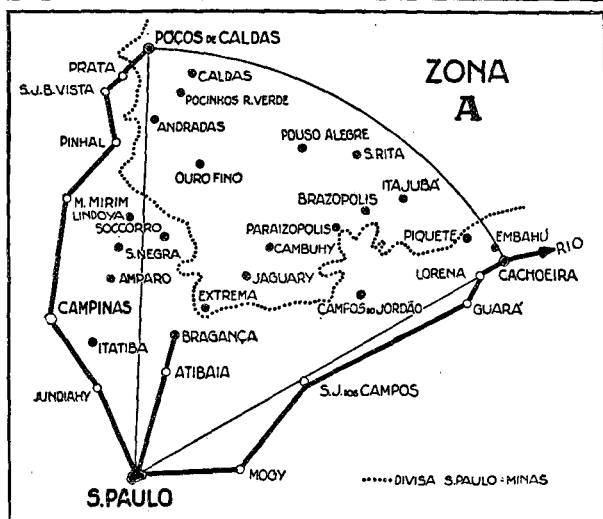 POÇOS DE CALDAS
ZONA
A
PRATA
CALDAS
S.J.B.VISTA
POCINHOS R.VERDE
ANDRADAS
PINHAL
POUSO ALEGRE
S.RITA
OURO FINO
ITAJUBÁ
M. MIRIM
BRAZOPOLIS
LINDOYA
SOCCORRO
PARAIZOPOLIS
PIQUETE
EMBAHÚ
RIO
S.NEGRA
CAMBUHY
LORENA
CACHOEIRA
AMPARO
JAGUARY
EXTREMA
CAMPOS DO JORDÃO
GUARÁ
CAMPINAS
BRAGANÇA
ITATIBA
ATIBAIA
JUNDIAHY
S.J. DOS CAMPOS
S.PAULO
MOGY
DIVISA S.PAULO-MINAS